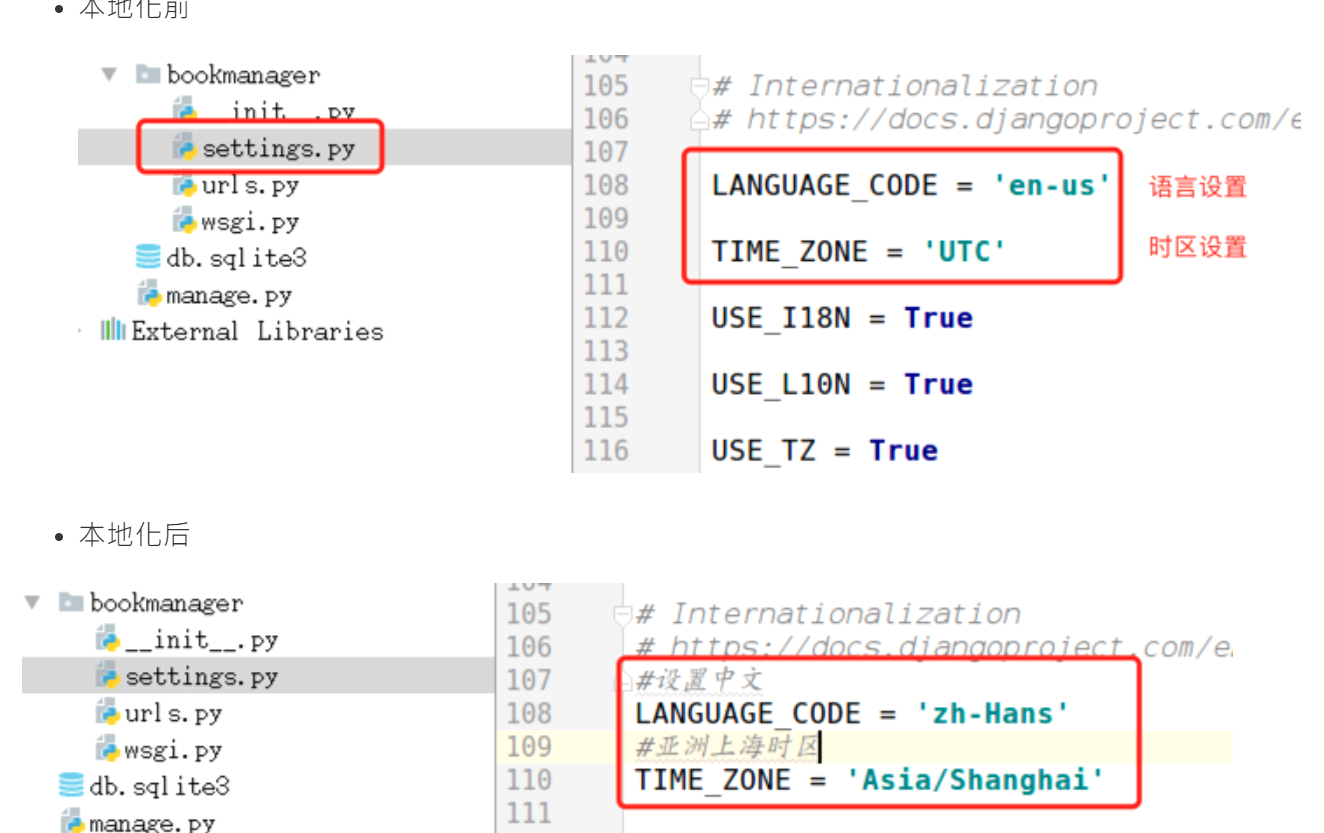 本地化前
bookmanager
__init__.py
settings.py
urls.py
wsgi.py
db.sqlite3
manage.py
External Libraries
104
105 # Internationalization
106 # https://docs.djangoproject.com/e
107
108 LANGUAGE_CODE = 'en-us' 语言设置
109
110 TIME_ZONE = 'UTC' 时区设置
111
112 USE_I18N = True
113
114 USE_L10N = True
115
116 USE_TZ = True
本地化后
bookmanager
__init__.py
settings.py
urls.py
wsgi.py
db.sqlite3
manage.py
104
105 # Internationalization
106 # https://docs.djangoproject.com/e
107 #设置中文
108 LANGUAGE_CODE = 'zh-Hans'
109 #亚洲上海时区
110 TIME_ZONE = 'Asia/Shanghai'
111